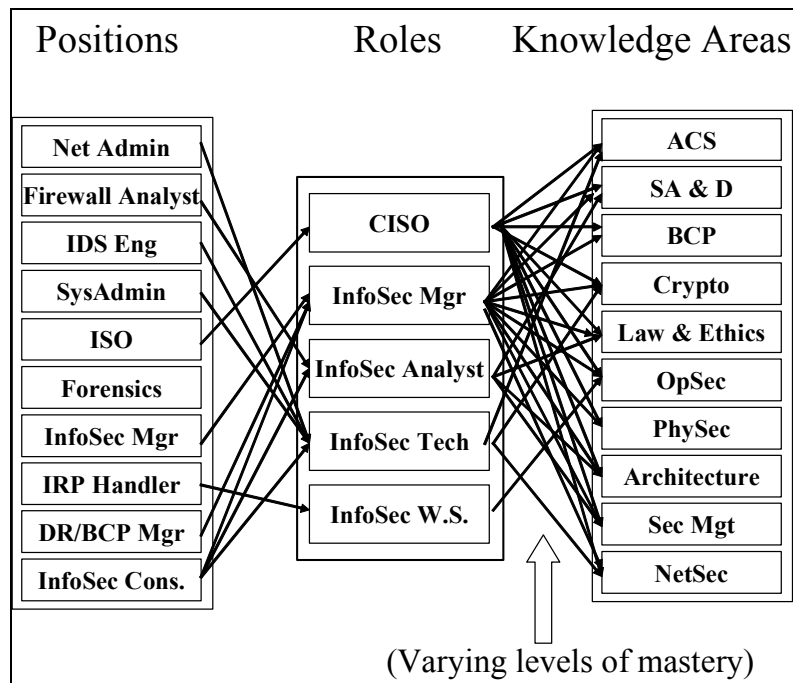 Positions
Roles
Knowledge Areas
Net Admin
Firewall Analyst
IDS Eng
SysAdmin
ISO
Forensics
InfoSec Mgr
IRP Handler
DR/BCP Mgr
InfoSec Cons.
CISO
InfoSec Mgr
InfoSec Analyst
InfoSec Tech
InfoSec W.S.
ACS
SA & D
BCP
Crypto
Law & Ethics
OpSec
PhySec
Architecture
Sec Mgt
NetSec
(Varying levels of mastery)